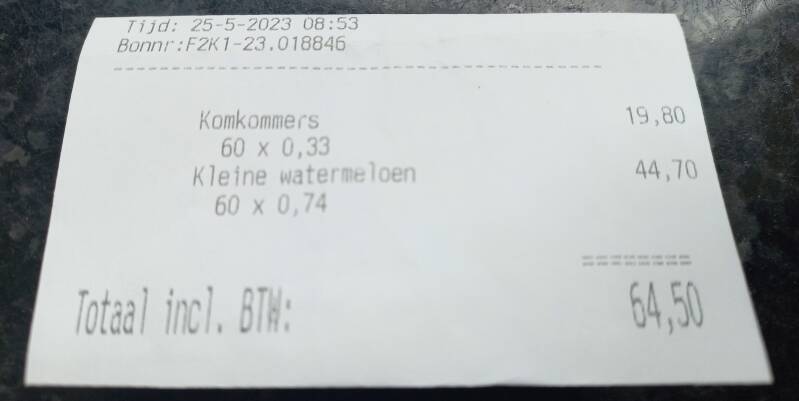 Tijd: 25-5-2023 08:53
Bonnr:F2K1-23.018846
Komkommers 19,80
60 x 0,33
Kleine watermeloen 44,70
60 x 0,74
Totaal incl. BTW: 64,50